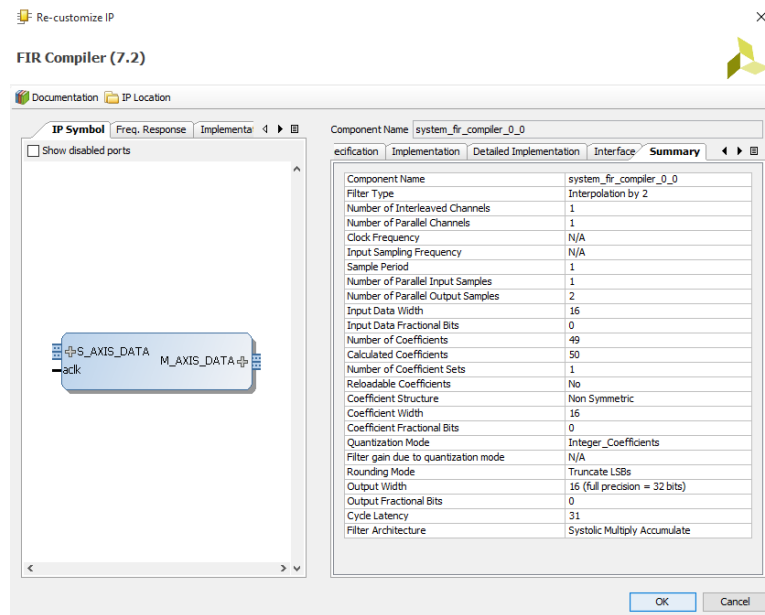 Re-customize IP
FIR Compiler (7.2)
Documentation IP Location
IP Symbol Freq. Response Implementa
Show disabled ports
S_AXIS_DATA
M_AXIS_DATA
aclk
Component Name system_fir_compiler_0_0
ecification Implementation Detailed Implementation Interface Summary
Component Name system_fir_compiler_0_0
Filter Type Interpolation by 2
Number of Interleaved Channels 1
Number of Parallel Channels 1
Clock Frequency N/A
Input Sampling Frequency N/A
Sample Period 1
Number of Parallel Input Samples 1
Number of Parallel Output Samples 2
Input Data Width 16
Input Data Fractional Bits 0
Number of Coefficients 49
Calculated Coefficients 50
Number of Coefficient Sets 1
Reloadable Coefficients No
Coefficient Structure Non Symmetric
Coefficient Width 16
Coefficient Fractional Bits 0
Quantization Mode Integer_Coefficients
Filter gain due to quantization mode N/A
Rounding Mode Truncate LSBs
Output Width 16 (full precision = 32 bits)
Output Fractional Bits 0
Cycle Latency 31
Filter Architecture Systolic Multiply Accumulate
OK Cancel